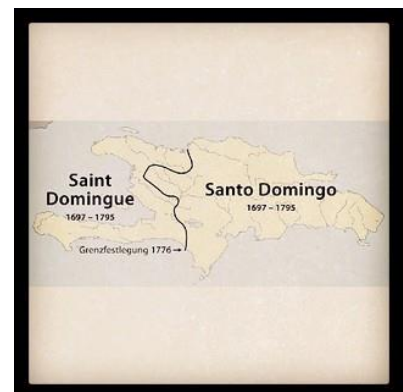 Saint
Domingue
1697 – 1795
Santo Domingo
1697 – 1795
Grenzfestlegung 1776